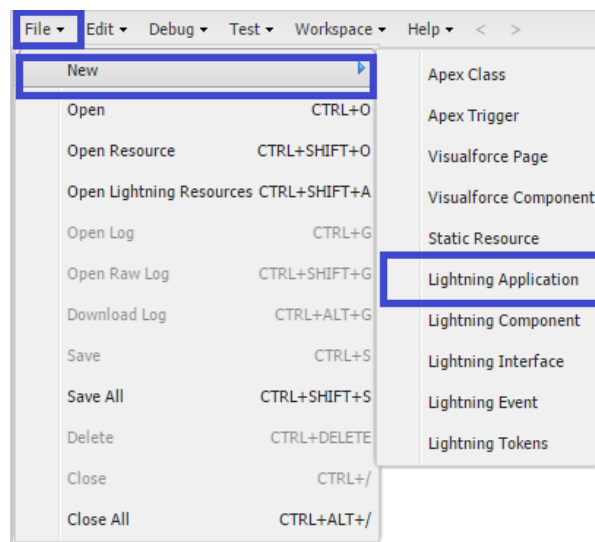 File Edit Debug Test Workspace Help < >
New
Open CTRL+O
Open Resource CTRL+SHIFT+O
Open Lightning Resources CTRL+SHIFT+A
Open Log CTRL+G
Open Raw Log CTRL+SHIFT+G
Download Log CTRL+ALT+G
Save CTRL+S
Save All CTRL+SHIFT+S
Delete CTRL+DELETE
Close CTRL+/
Close All CTRL+ALT+/
Apex Class
Apex Trigger
Visualforce Page
Visualforce Component
Static Resource
Lightning Application
Lightning Component
Lightning Interface
Lightning Event
Lightning Tokens